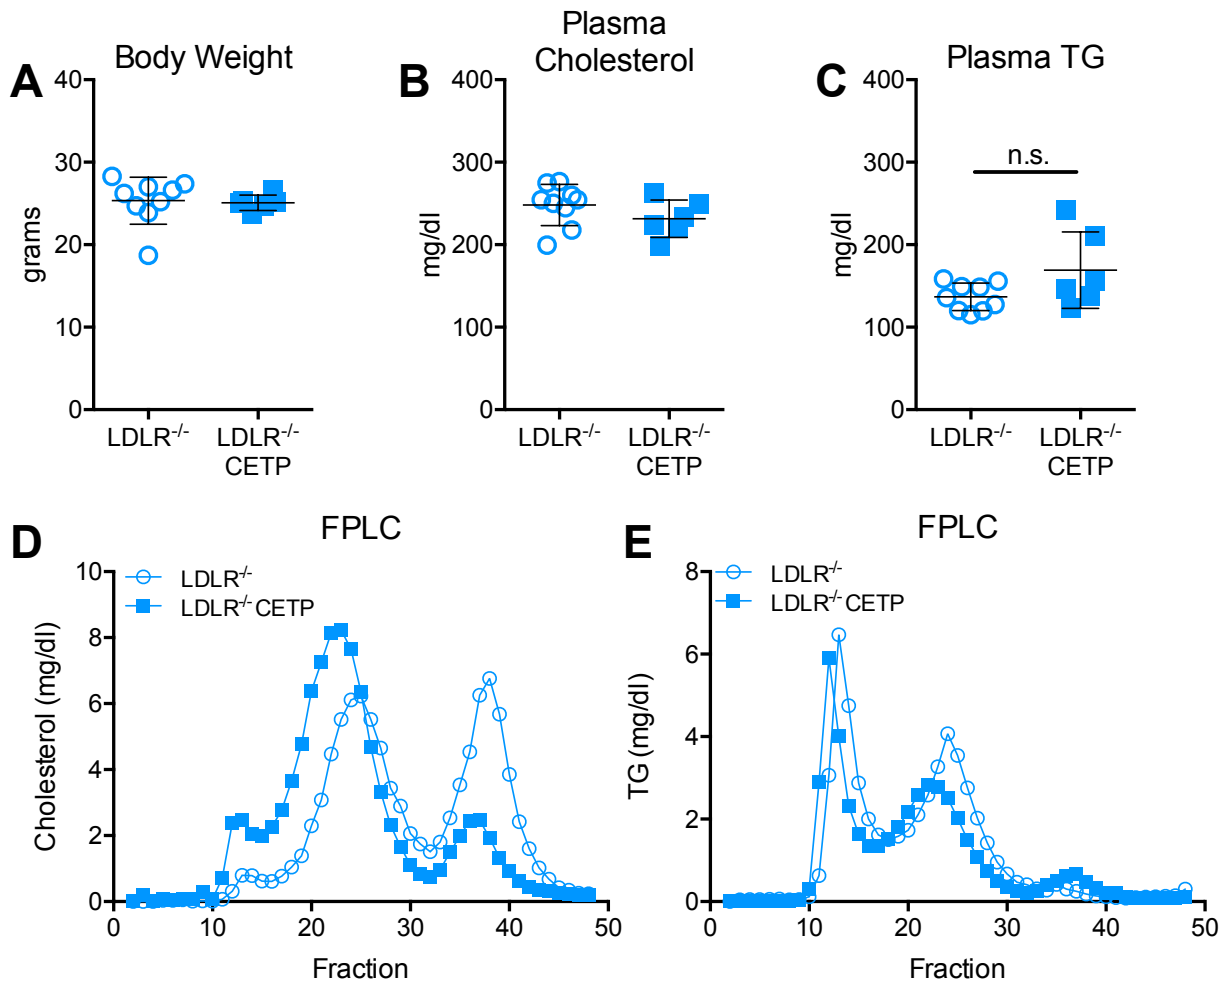 A
Body Weight
40
30
20
10
0
grams
LDLR-/-
LDLR-/-
CETP
B
Plasma
Cholesterol
400
300
200
100
0
mg/dl
LDLR-/-
LDLR-/-
CETP
C
Plasma TG
400
300
200
100
0
mg/dl
n.s.
LDLR-/-
LDLR-/-
CETP
D
FPLC
LDLR-/-
LDLR-/- CETP
10
8
6
4
2
0
Cholesterol (mg/dl)
0 10 20 30 40 50
Fraction
E
FPLC
LDLR-/-
LDLR-/- CETP
8
6
4
2
0
TG (mg/dl)
0 10 20 30 40 50
Fraction